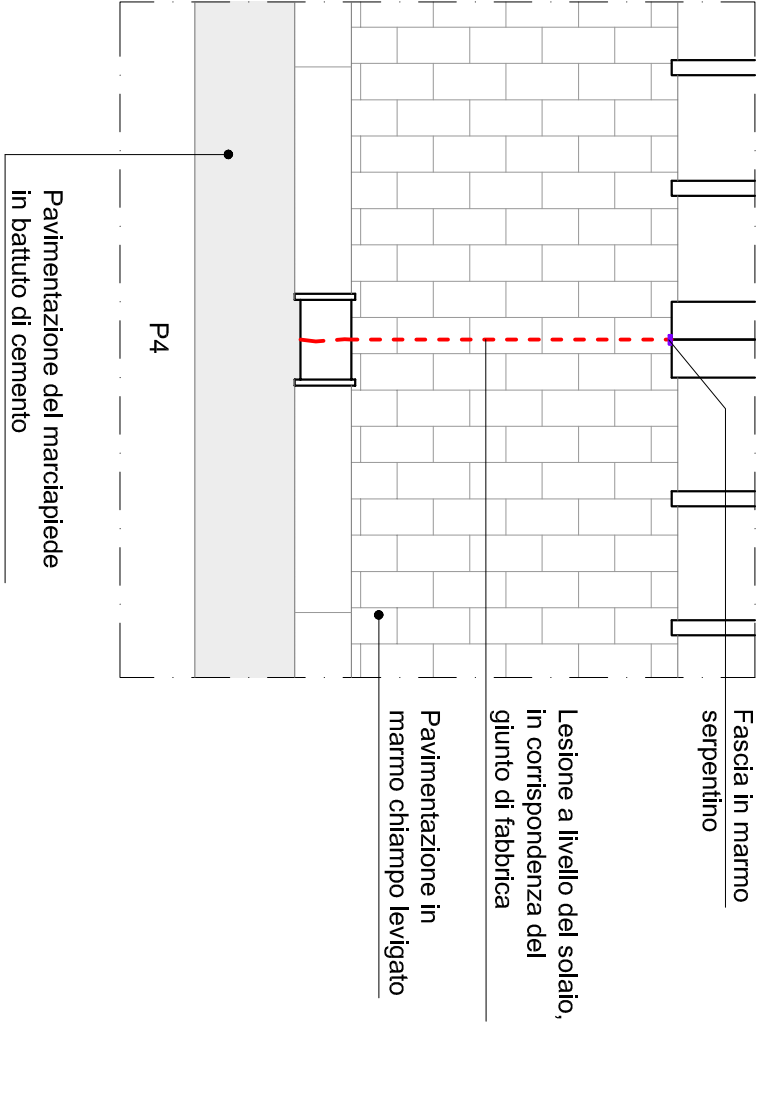 Fascia in marmo
serpentino
Lesione a livello del solaio,
in corrispondenza del
giunto di fabbrica
Pavimentazione in
marmo chiampo levigato
P4
Pavimentazione del marciapiede
in battuto di cemento